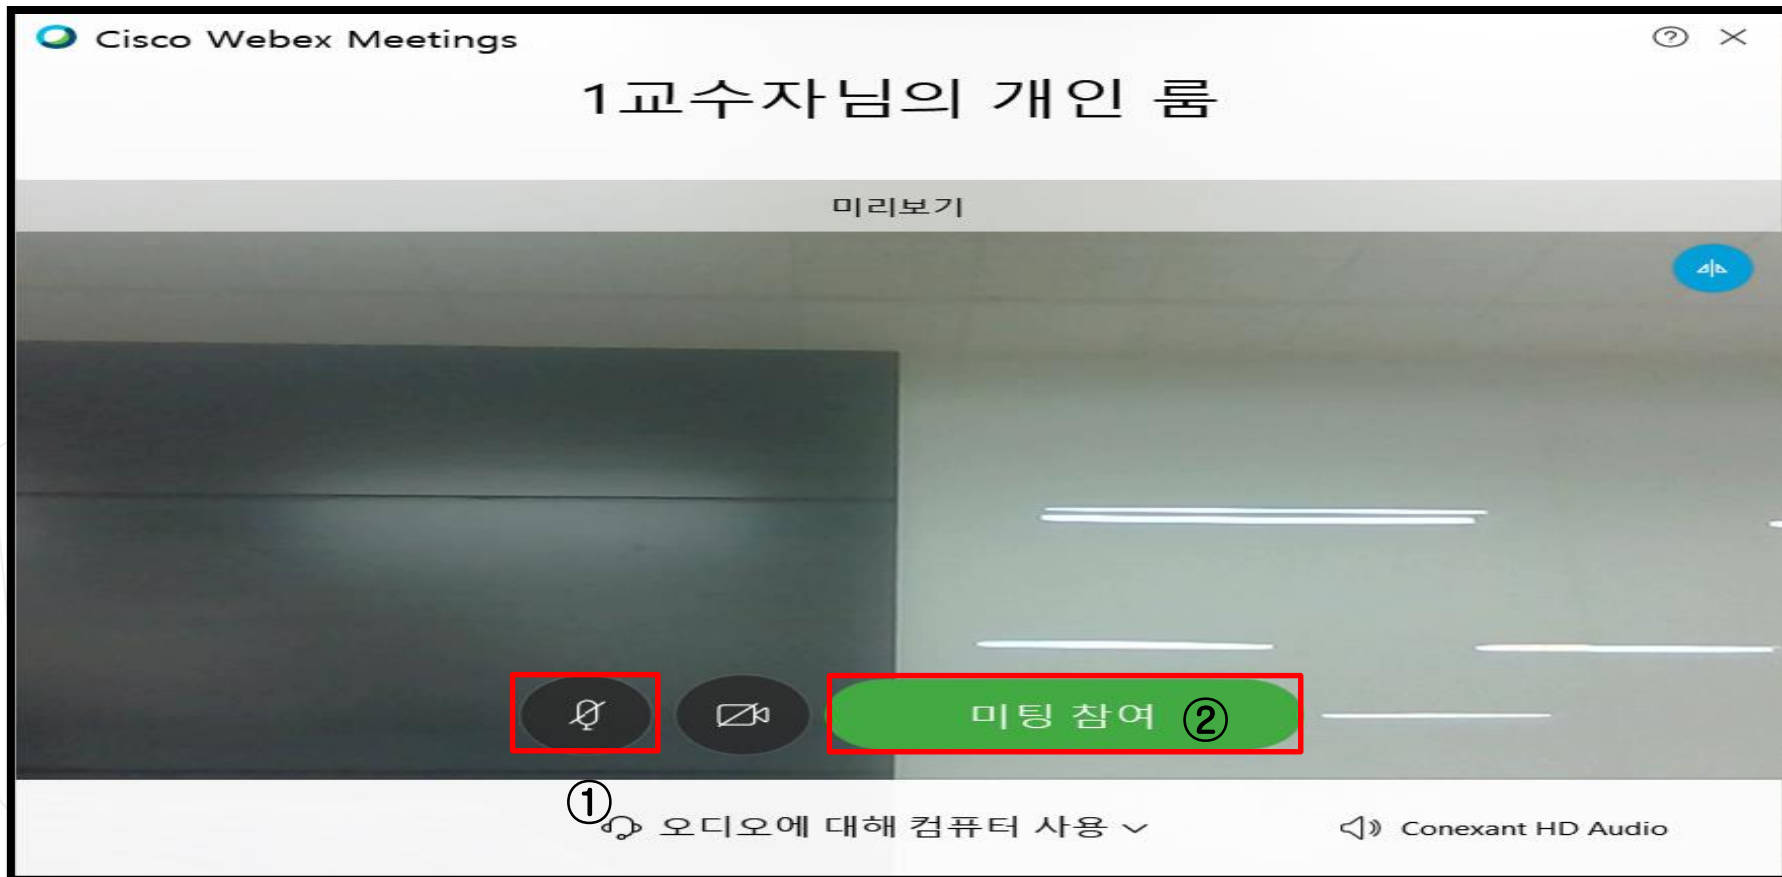 Cisco Webex Meetings
1교수자님의 개인 룸
미리보기
미팅 참여 ②
①
오디오에 대해 컴퓨터 사용
Conexant HD Audio